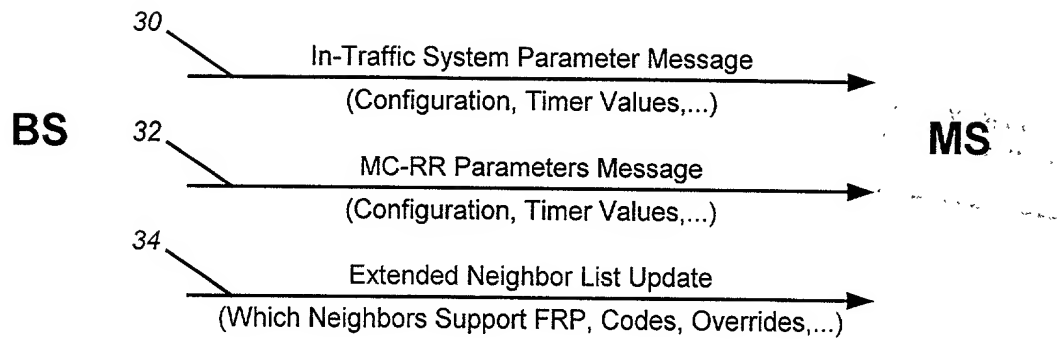 30
In-Traffic System Parameter Message
(Configuration, Timer Values,...)
BS
32
MS
MC-RR Parameters Message
(Configuration, Timer Values,...)
34
Extended Neighbor List Update
(Which Neighbors Support FRP, Codes, Overrides,...)